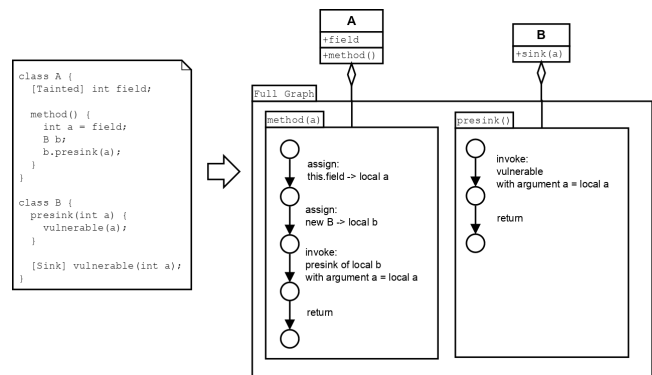 class A {
[Tainted] int field;
method() {
int a = field;
B b;
b.presink(a);
}
}
class B {
presink(int a) {
vulnerable(a);
}
[Sink] vulnerable(int a);
}
A
+field
+method()
B
+sink(a)
Full Graph
method(a)
assign:
this.field -> local a
assign:
new B -> local b
invoke:
presink of local b
with argument a = local a
return
presink()
invoke:
vulnerable
with argument a = local a
return